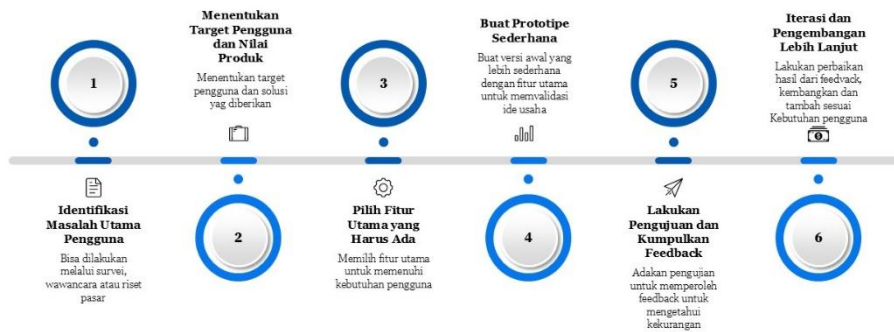 1
Identifikasi
Masalah Utama
Pengguna
Bisa dilakukan
melalui survei,
wawancara atau riset
pasar
Menentukan
Target Pengguna
dan Nilai
Produk
Menentukan target
pengguna dan solusi
yag diberikan
2
3
Pilih Fitur
Utama yang
Harus Ada
Memilih fitur utama
untuk memenuhi
kebutuhan pengguna
Buat Prototipe
Sederhana
Buat versi awal yang
lebih sederhana
dengan fitur utama
untuk memvalidasi
ide usaha
4
5
Lakukan
Pengujuan dan
Kumpulkan
Feedback
Adakan pengujian
untuk memperoleh
feedback untuk
mengetahui
kekurangan
Iterasi dan
Pengembangan
Lebih Lanjut
Lakukan perbaikan
hasil dari feedvack,
kembangkan dan
tambah sesuai
Kebutuhan pengguna
6